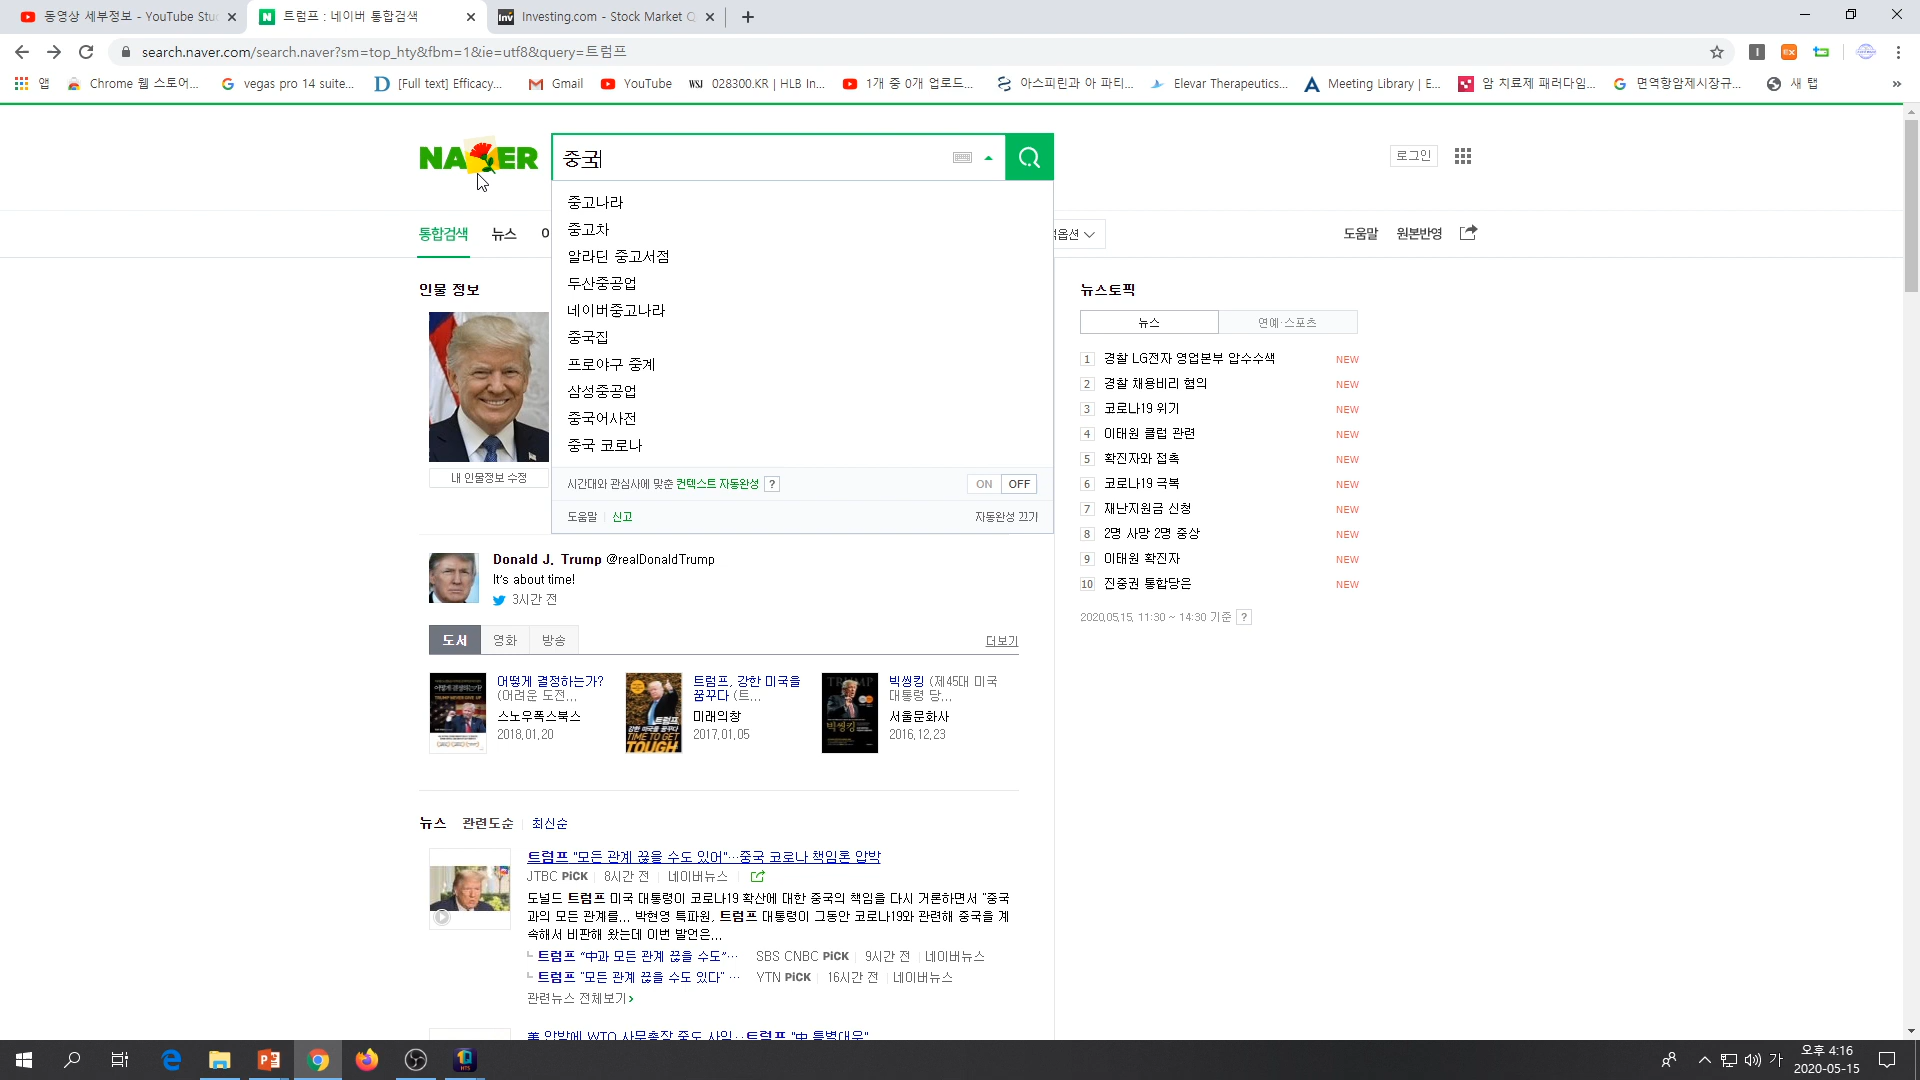 동영상 세부정보 - YouTube Stu
트럼프 : 네이버 통합검색
Investing.com - Stock Market Q
search.naver.com/search.naver?sm=top_hty&fbm=1&ie=utf8&query=트럼프
앱
Chrome 웹 스토어...
vegas pro 14 suite...
[Full text] Efficacy...
Gmail
YouTube
WSJ 028300.KR | HLB In...
1개 중 0개 업로드...
아스피린과 아 파티...
Elevar Therapeutics...
Meeting Library | E...
암 치료제 패러다임...
면역항암제시장규...
새 탭
»
NAVER
중국
로그인
통합검색
뉴스
색옵션
도움말
원본반영
중고나라
중고차
알라딘 중고서점
두산중공업
네이버중고나라
중국집
프로야구 중계
삼성중공업
중국어사전
중국 코로나
시간대와 관심사에 맞춘 컨텍스트 자동완성 ?
ON OFF
도움말 신고
자동완성 끄기
인물 정보
내 인물정보 수정
Donald J. Trump @realDonaldTrump
It's about time!
3시간 전
도서 영화 방송
더보기
어떻게 결정하는가?
(어려운 도전...
스노우폭스북스
2018.01.20
트럼프, 강한 미국을
꿈꾸다 (트...
미래의창
2017.01.05
빅씽킹 (제45대 미국
대통령 당...
서울문화사
2016.12.23
뉴스 관련도순 최신순
트럼프 "모든 관계 끊을 수도 있어"…중국 코로나 책임론 압박
JTBC PiCK 8시간 전 네이버뉴스
도널드 트럼프 미국 대통령이 코로나19 확산에 대한 중국의 책임을 다시 거론하면서 "중국
과의 모든 관계를... 박현영 특파원, 트럼프 대통령이 그동안 코로나19와 관련해 중국을 계
속해서 비판해 왔는데 이번 발언은...
트럼프 "中과 모든 관계 끊을 수도"… SBS CNBC PiCK 9시간 전 네이버뉴스
트럼프 "모든 관계 끊을 수도 있다" … YTN PiCK 16시간 전 네이버뉴스
관련뉴스 전체보기
美 압박에 WTO 사무총장 중도 사임…트럼프 "中 특별대우"
뉴스토픽
뉴스
연예·스포츠
1 경찰 LG전자 영업본부 압수수색 NEW
2 경찰 채용비리 혐의 NEW
3 코로나19 위기 NEW
4 이태원 클럽 관련 NEW
5 확진자와 접촉 NEW
6 코로나19 극복 NEW
7 재난지원금 신청 NEW
8 2명 사망 2명 중상 NEW
9 이태원 확진자 NEW
10 진중권 통합당은 NEW
2020.05.15. 11:30 ~ 14:30 기준 ?
가
오후 4:16
2020-05-15